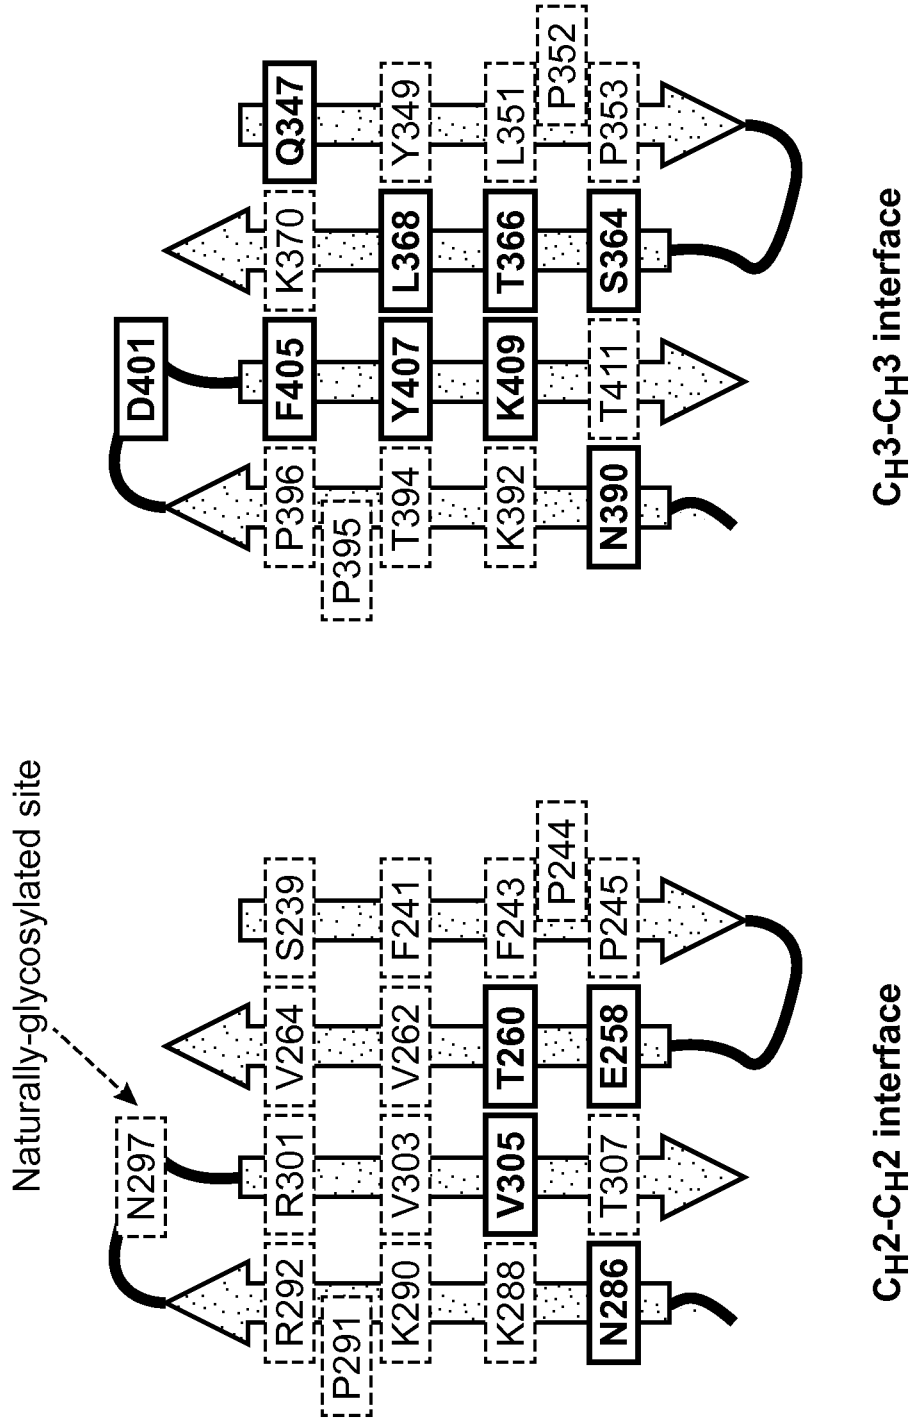 Naturally-glycosylated site
N297
R292
R301
V264
S239
P291
K290
V303
V262
F241
K288
V305
T260
F243
P244
N286
T307
E258
P245
CH2-CH2 interface
D401
P396
F405
K370
Q347
P395
T394
Y407
L368
Y349
K392
K409
T366
L351
P352
N390
T411
S364
P353
CH3-CH3 interface